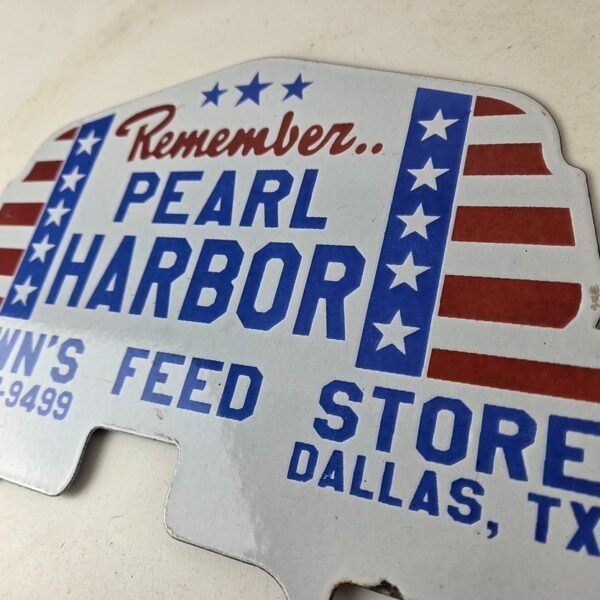 Remember..
PEARL
HARBOR
WN'S FEED STORE
-9499 DALLAS, TX